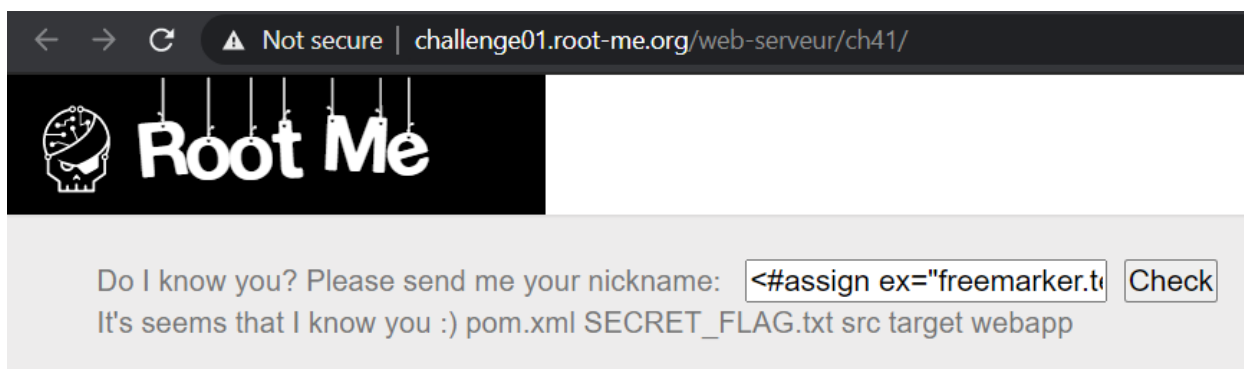 Not secure | challenge01.root-me.org/web-serveur/ch41/
Root Me
Do I know you? Please send me your nickname: <#assign ex="freemarker.te Check
It's seems that I know you :) pom.xml SECRET_FLAG.txt src target webapp